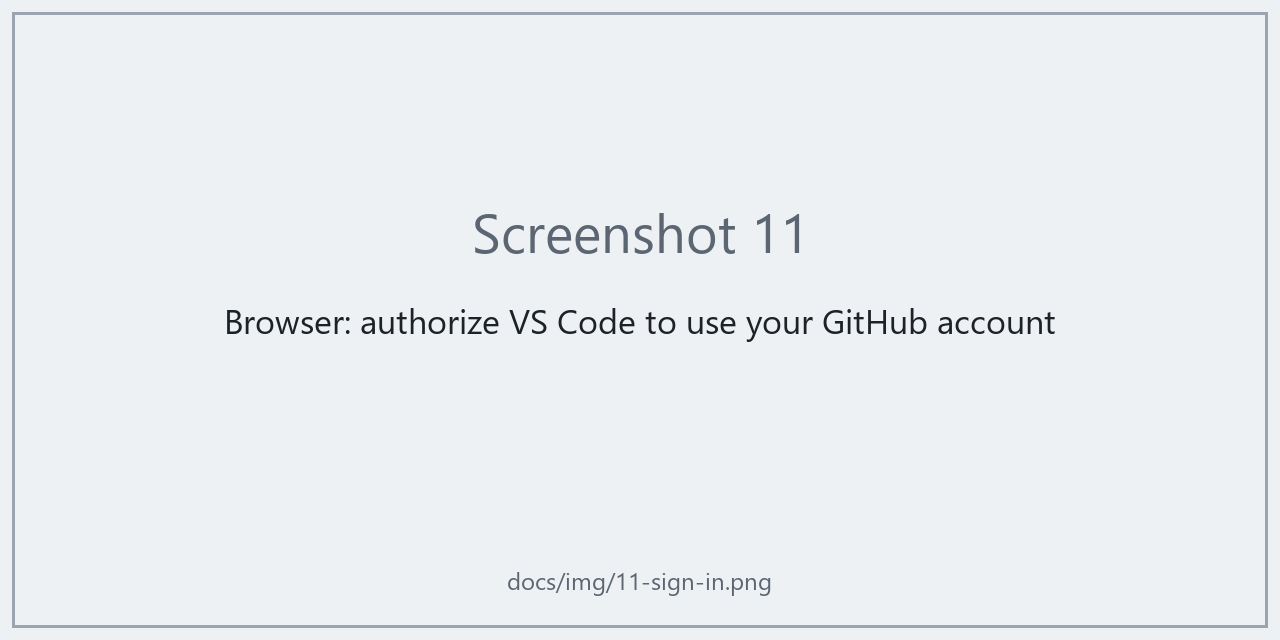 Screenshot 11
Browser: authorize VS Code to use your GitHub account
docs/img/11-sign-in.png